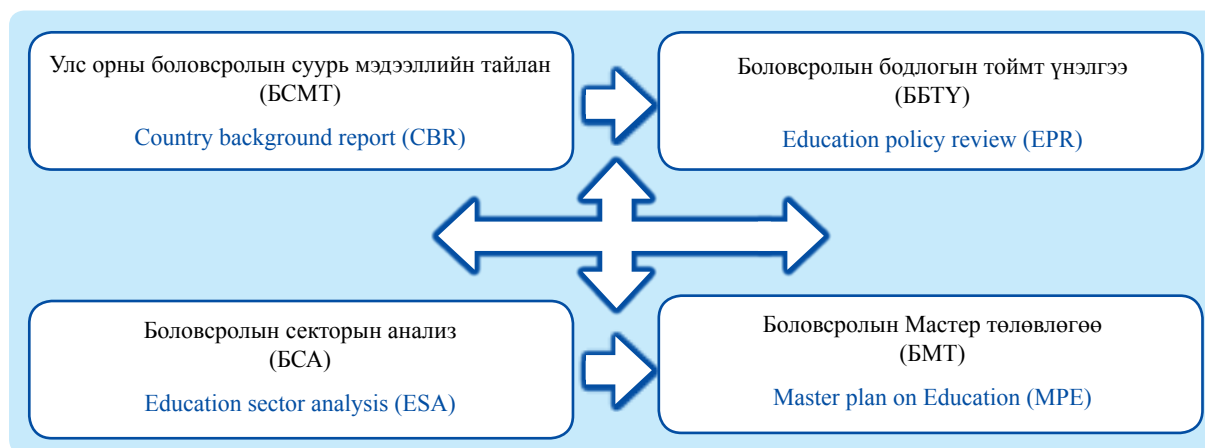 Улс орны боловсролын суурь мэдээллийн тайлан
(БСМТ)
Country background report (CBR)
Боловсролын бодлогын тоймт үнэлгээ
(ББТҮ)
Education policy review (EPR)
Боловсролын секторын анализ
(БСА)
Education sector analysis (ESA)
Боловсролын Мастер төлөвлөгөө
(БМТ)
Master plan on Education (MPE)